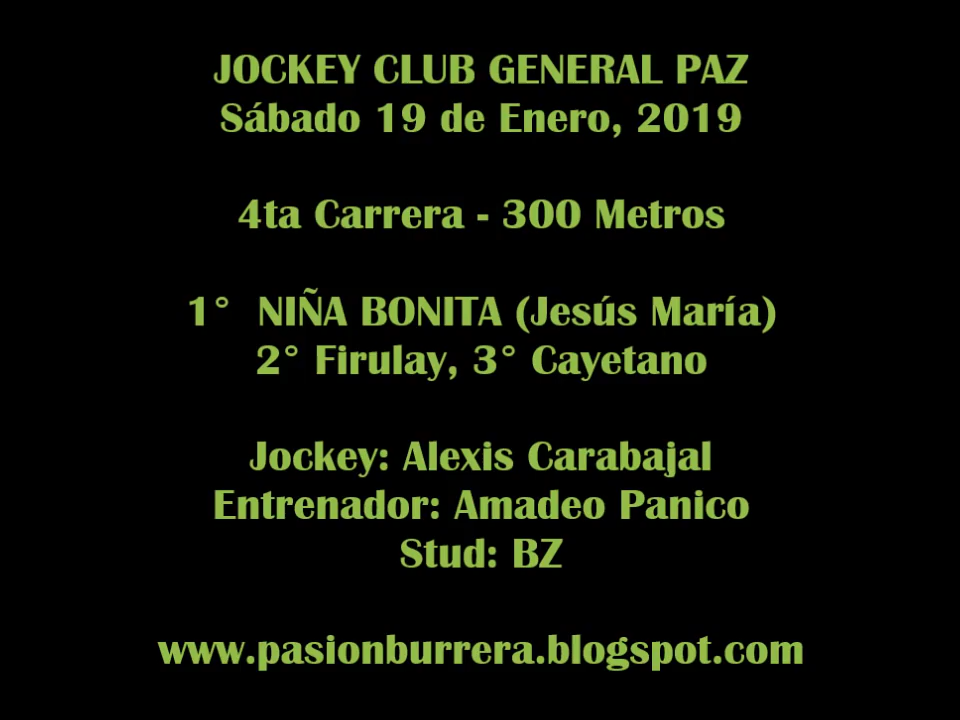 JOCKEY CLUB GENERAL PAZ
Sábado 19 de Enero, 2019
4ta Carrera - 300 Metros
1° NIÑA BONITA (Jesús María)
2° Firulay, 3° Cayetano
Jockey: Alexis Carabajal
Entrenador: Amadeo Panico
Stud: BZ
www.pasionburrera.blogspot.com